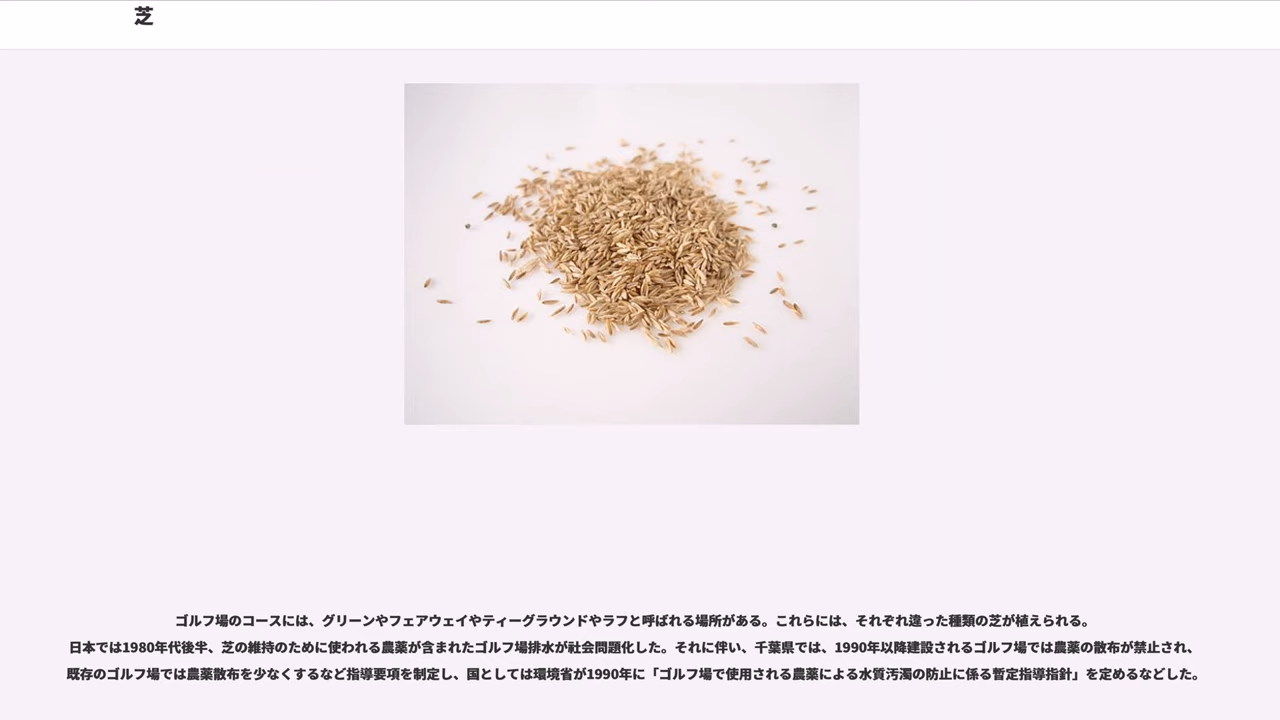 芝
ゴルフ場のコースには、グリーンやフェアウェイやティーグラウンドやラフと呼ばれる場所がある。これらには、それぞれ違った種類の芝が植えられる。
日本では1980年代後半、芝の維持のために使われる農薬が含まれたゴルフ場排水が社会問題化した。それに伴い、千葉県では、1990年以降建設されるゴルフ場では農薬の散布が禁止され、
既存のゴルフ場では農薬散布を少なくするなど指導要項を制定し、国としては環境省が1990年に「ゴルフ場で使用される農薬による水質汚濁の防止に係る暫定指導指針」を定めるなどした。